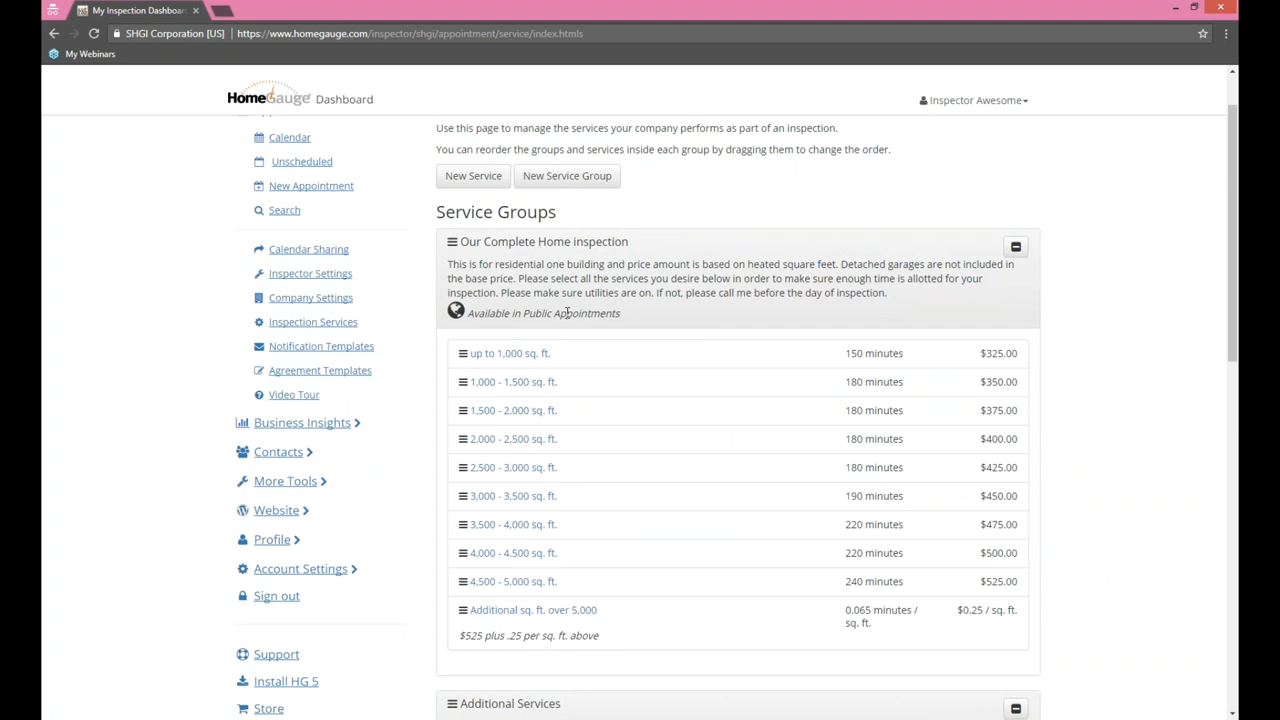 My Inspection Dashboa
SHGI Corporation [US] https://www.homegauge.com/inspector/shgi/appointment/service/index.htmls
My Webinars
HomeGauge Dashboard
Inspector Awesome
Calendar
Unscheduled
New Appointment
Search
Calendar Sharing
Inspector Settings
Company Settings
Inspection Services
Notification Templates
Agreement Templates
Video Tour
Business Insights
Contacts
More Tools
Website
Profile
Account Settings
Sign out
Support
Install HG 5
Store
Use this page to manage the services your company performs as part of an inspection.
You can reorder the groups and services inside each group by dragging them to change the order.
New Service New Service Group
Service Groups
Our Complete Home inspection
This is for residential one building and price amount is based on heated square feet. Detached garages are not included in
the base price. Please select all the services you desire below in order to make sure enough time is allotted for your
inspection. Please make sure utilities are on. If not, please call me before the day of inspection.
Available in Public Appointments
up to 1,000 sq. ft. 150 minutes $325.00
1,000 - 1,500 sq. ft. 180 minutes $350.00
1,500 - 2,000 sq. ft. 180 minutes $375.00
2,000 - 2,500 sq. ft. 180 minutes $400.00
2,500 - 3,000 sq. ft. 180 minutes $425.00
3,000 - 3,500 sq. ft. 190 minutes $450.00
3,500 - 4,000 sq. ft. 220 minutes $475.00
4,000 - 4,500 sq. ft. 220 minutes $500.00
4,500 - 5,000 sq. ft. 240 minutes $525.00
Additional sq. ft. over 5,000 0.065 minutes / $0.25 / sq. ft.
sq. ft.
$525 plus .25 per sq. ft. above
Additional Services